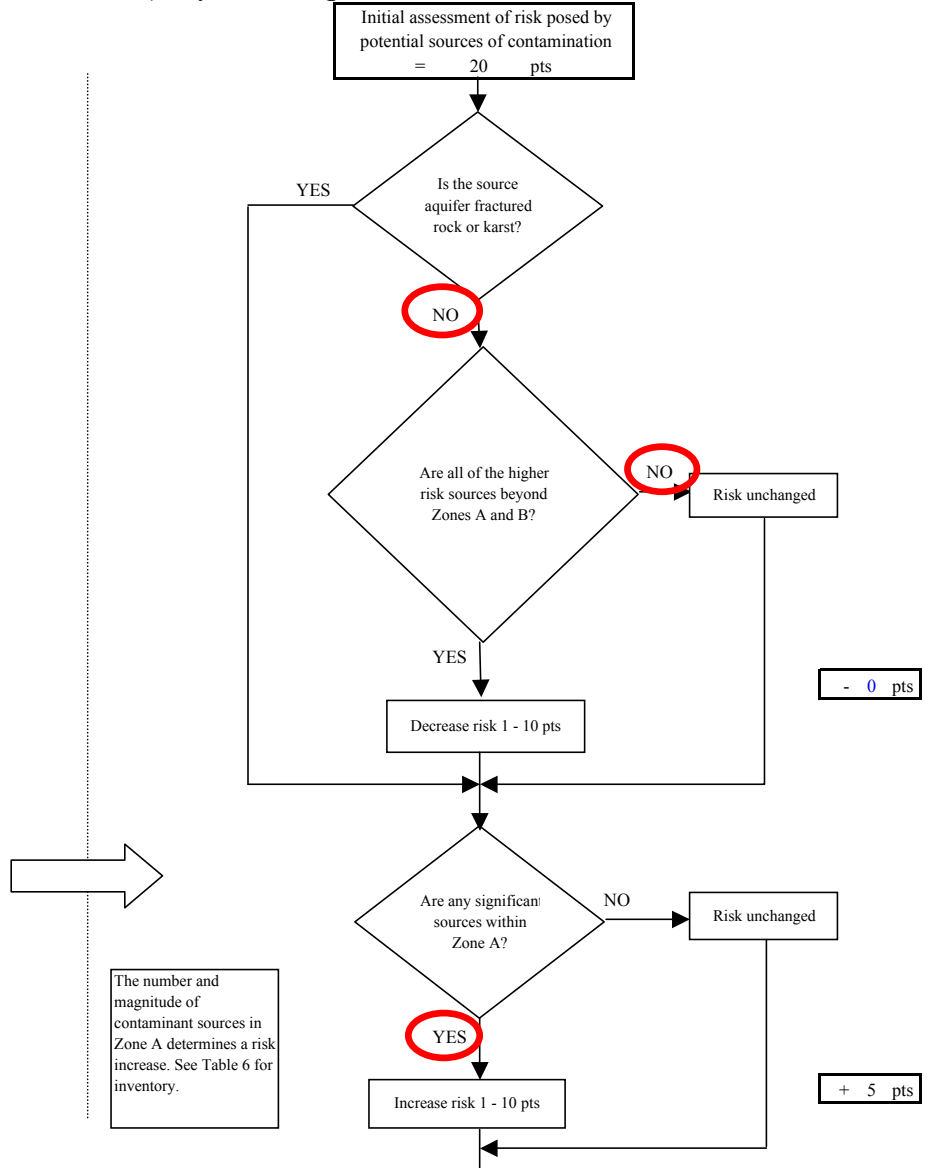 Initial assessment of risk posed by
potential sources of contamination
= 20 pts
YES
Is the source
aquifer fractured
rock or karst?
NO
Are all of the higher
risk sources beyond
Zones A and B?
NO
Risk unchanged
YES
- 0 pts
Decrease risk 1 - 10 pts
Are any significant
sources within
Zone A?
NO
Risk unchanged
The number and
magnitude of
contaminant sources in
Zone A determines a risk
increase. See Table 6 for
inventory.
YES
+ 5 pts
Increase risk 1 - 10 pts